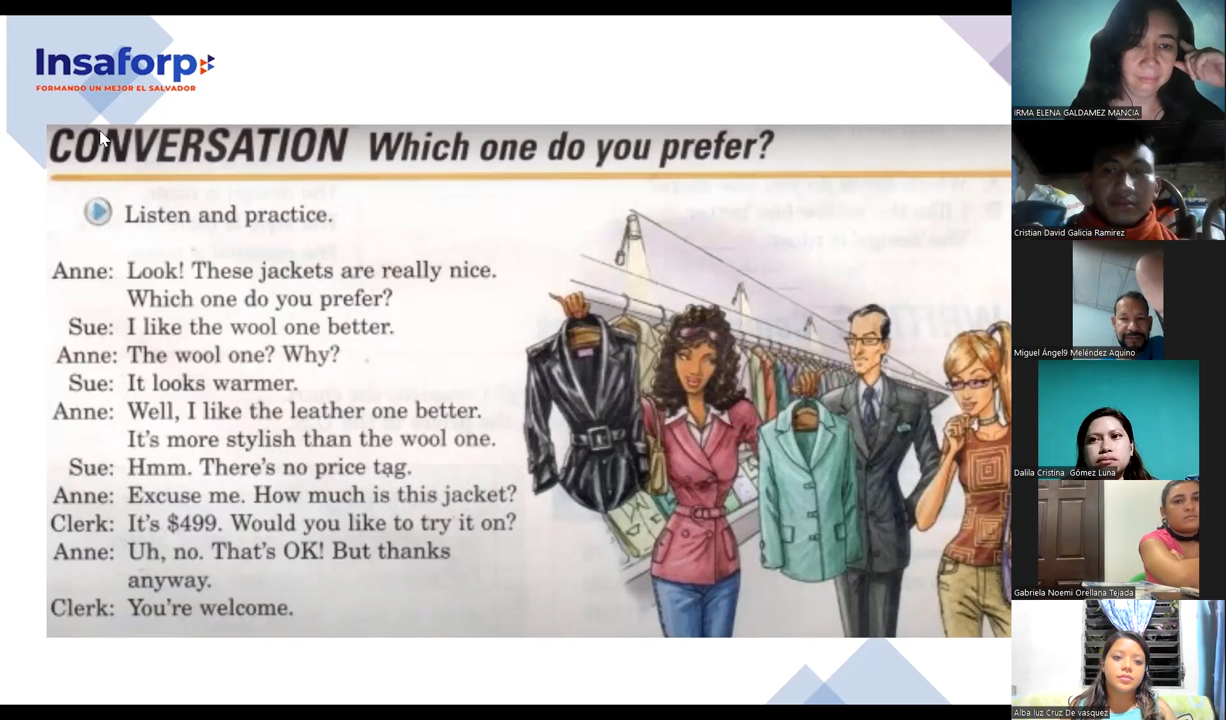 Insaforp
FORMANDO UN MEJOR EL SALVADOR
CONVERSATION Which one do you prefer?
Listen and practice.
Anne: Look! These jackets are really nice.
Which one do you prefer?
Sue: I like the wool one better.
Anne: The wool one? Why?
Sue: It looks warmer.
Anne: Well, I like the leather one better.
It's more stylish than the wool one.
Sue: Hmm. There's no price tag.
Anne: Excuse me. How much is this jacket?
Clerk: It's $499. Would you like to try it on?
Anne: Uh, no. That's OK! But thanks
anyway.
Clerk: You're welcome.
IRMA ELENA GALDAMEZ MANCIA
Cristian David Galicia Ramirez
Miguel Ángel9 Meléndez Aquino
Dalila Cristina Gómez Luna
Gabriela Noemi Orellana Tejada
Alba luz Cruz De vasquez